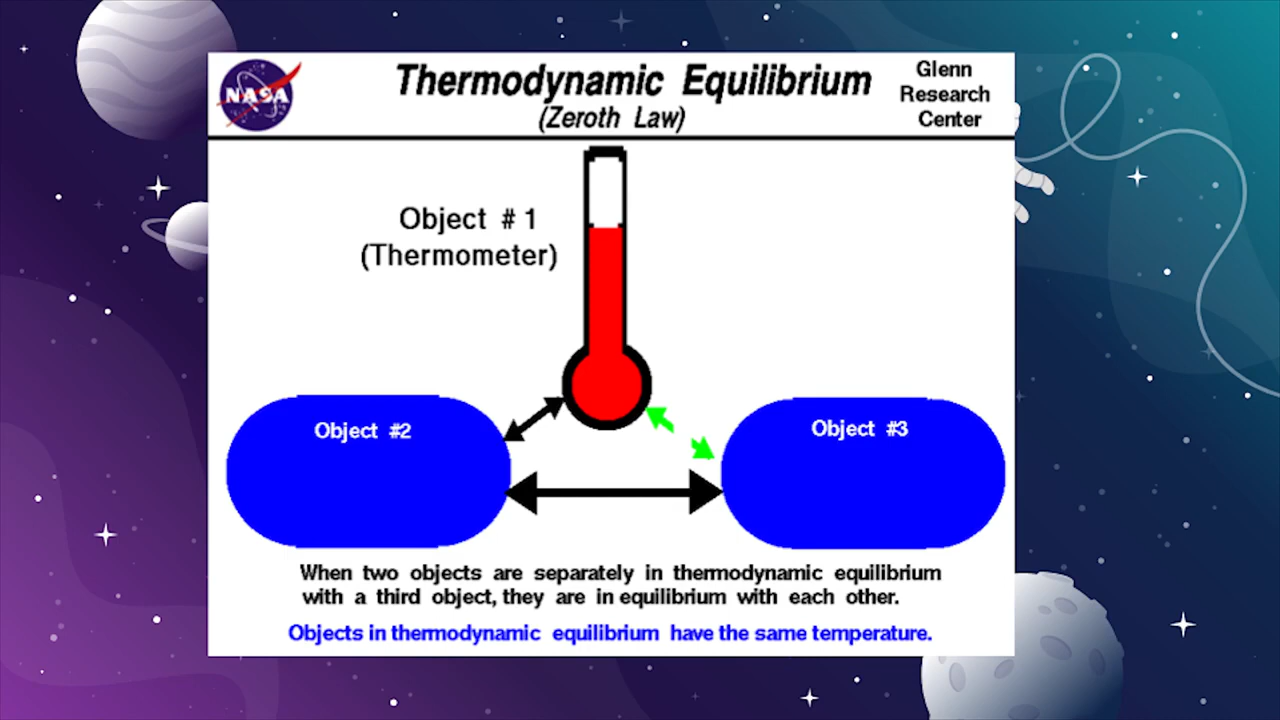 NASA
Thermodynamic Equilibrium
(Zeroth Law)
Glenn
Research
Center
Object # 1
(Thermometer)
Object #2
Object #3
When two objects are separately in thermodynamic equilibrium
with a third object, they are in equilibrium with each other.
Objects in thermodynamic equilibrium have the same temperature.